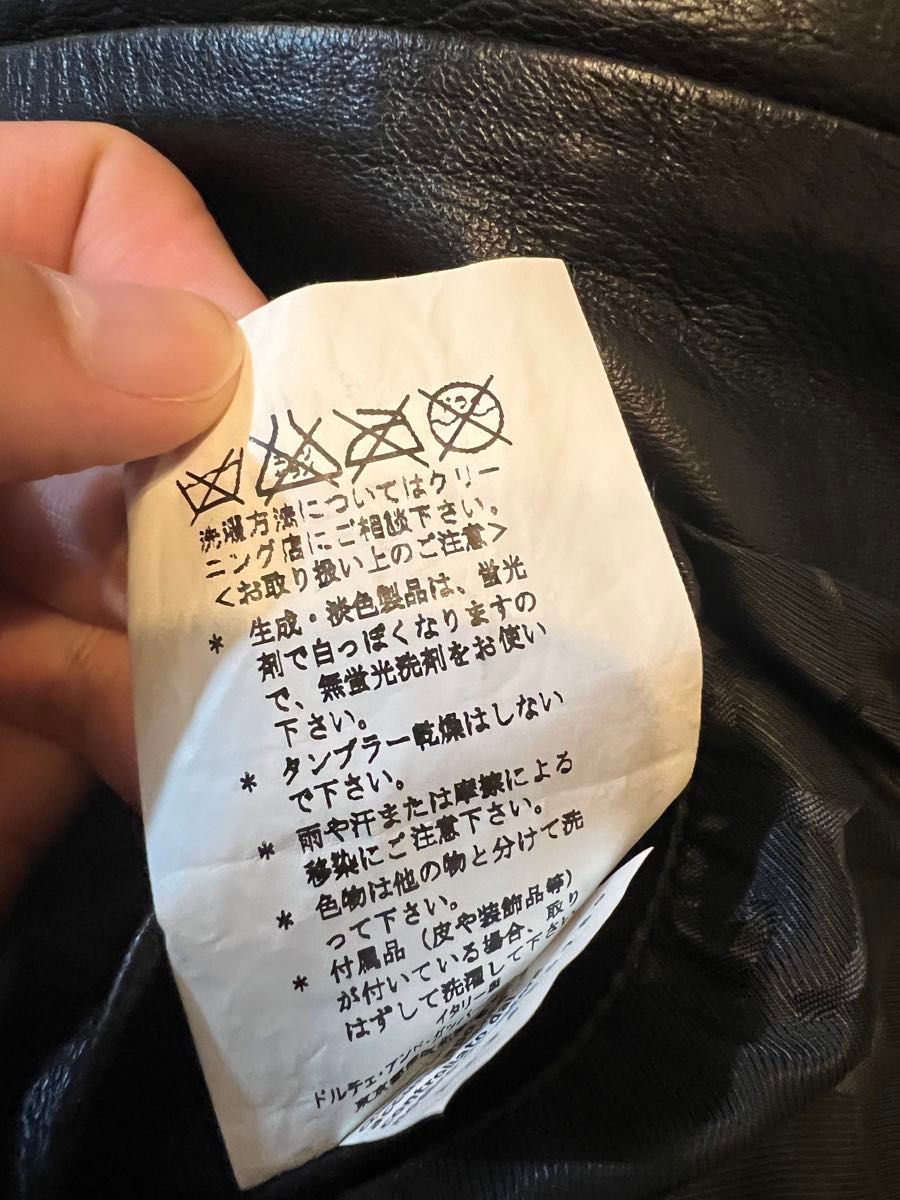 洗濯方法についてはクリー
ニング店にご相談下さい。
<お取り扱い上のご注意>
* 生成・淡色製品は、蛍光
剤で白っぽくなりますの
で、無蛍光洗剤をお使い
下さい。
* タンブラー乾燥はしない
で下さい。
* 雨や汗または摩擦による
移染にご注意下さい。
* 色物は他の物と分けて洗
って下さい。
* 付属品(皮や装飾品等)
が付いている場合、取り
はずして洗濯して下さい
イタリー製
ドルチェ・アンド・ガッバーナ
東京都